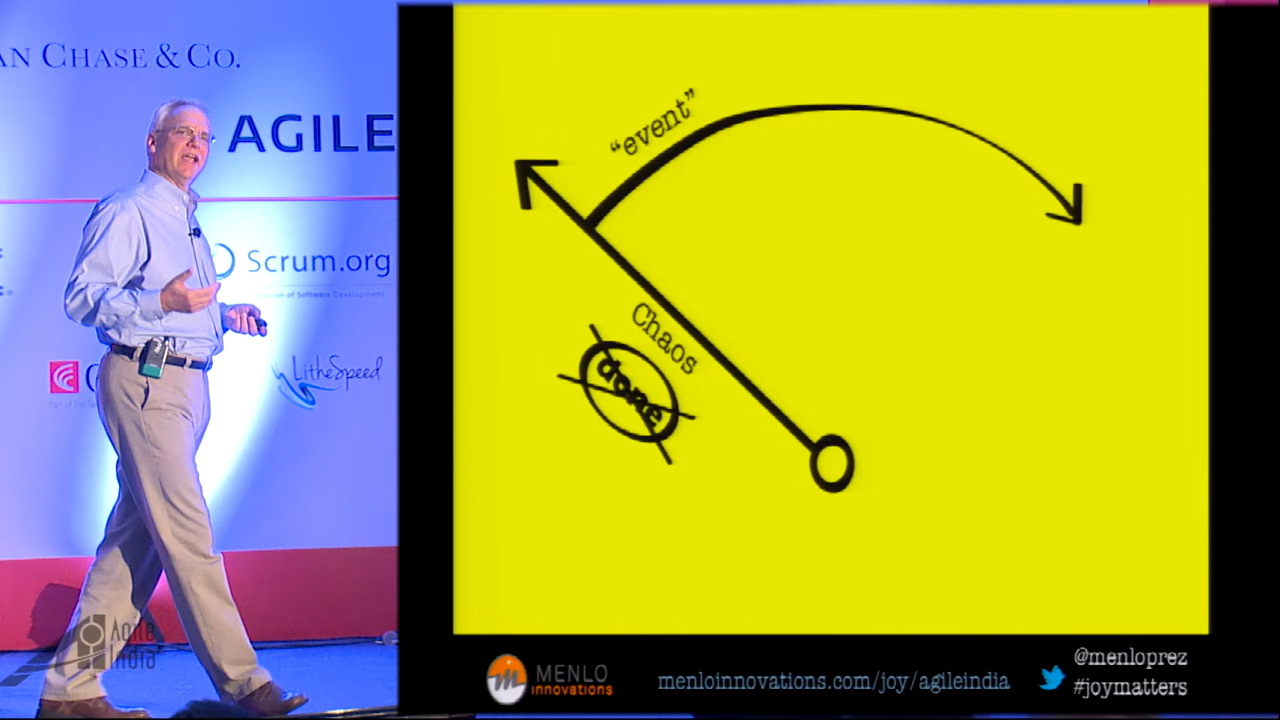 AN CHASE & CO.
AGILE
Scrum.org
LitheSpeed
Agile
India
“event”
Chaos
done
MENLO
innovations
menloinnovations.com/joy/agileindia
@menloprez
#joymatters